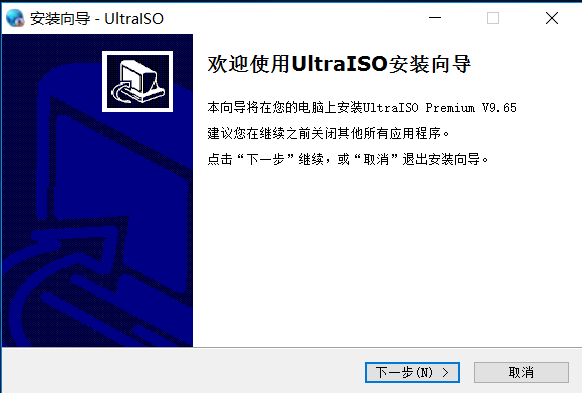 安装向导 - UltraISO
欢迎使用UltraISO安装向导
本向导将在您的电脑上安装UltraISO Premium V9.65
建议您在继续之前关闭其他所有应用程序。
点击“下一步”继续，或“取消”退出安装向导。
下一步(N) >
取消